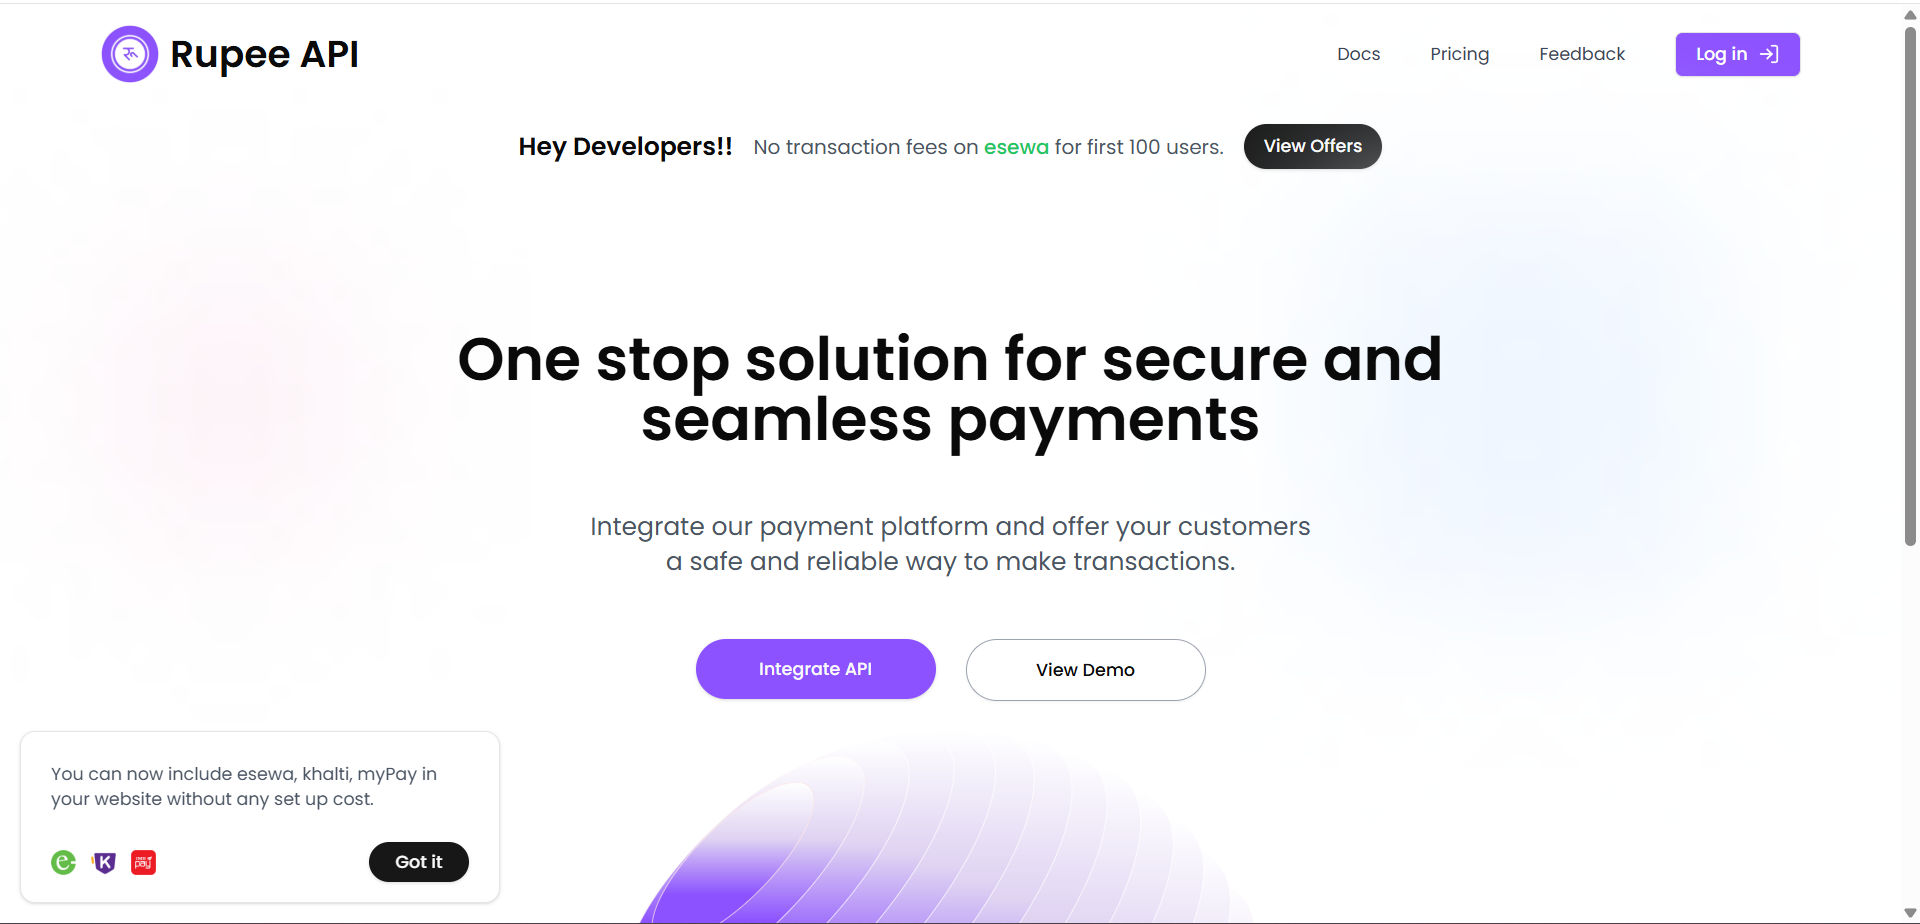 रू
Rupee API
Docs
Pricing
Feedback
Log in
Hey Developers!! No transaction fees on esewa for first 100 users.
View Offers
One stop solution for secure and
seamless payments
Integrate our payment platform and offer your customers
a safe and reliable way to make transactions.
Integrate API
View Demo
You can now include esewa, khalti, myPay in
your website without any set up cost.
e
K
pay
Got it